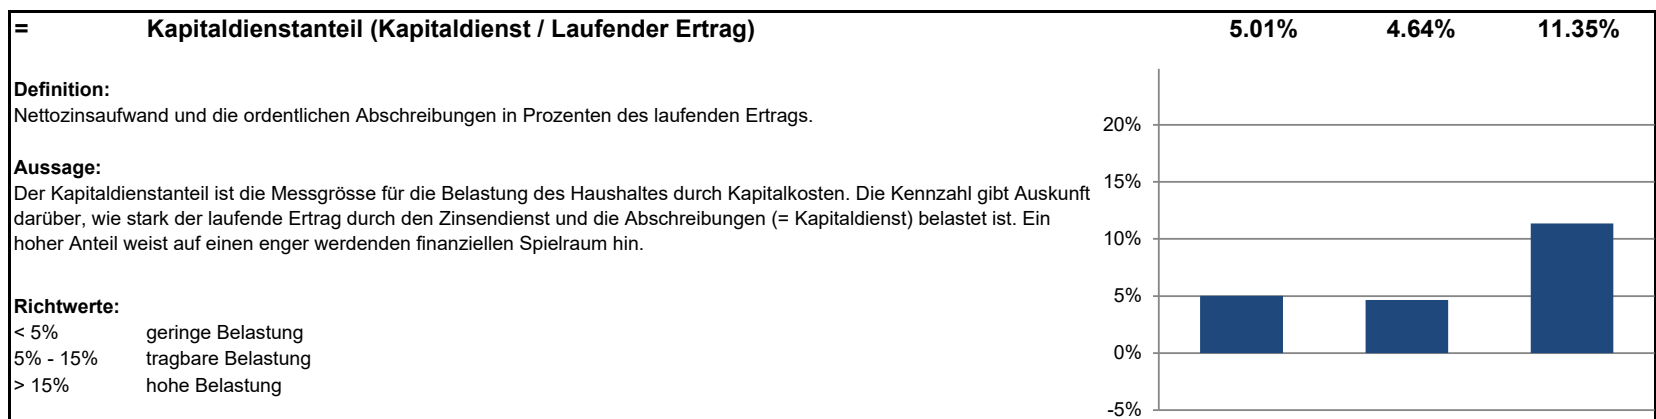 = Kapitaldienstanteil (Kapitaldienst / Laufender Ertrag) 5.01% 4.64% 11.35%
Definition:
Nettozinsaufwand und die ordentlichen Abschreibungen in Prozenten des laufenden Ertrags.
Aussage:
Der Kapitaldienstanteil ist die Messgrösse für die Belastung des Haushaltes durch Kapitalkosten. Die Kennzahl gibt Auskunft
darüber, wie stark der laufende Ertrag durch den Zinsendienst und die Abschreibungen (= Kapitaldienst) belastet ist. Ein
hoher Anteil weist auf einen enger werdenden finanziellen Spielraum hin.
Richtwerte:
< 5% geringe Belastung
5% - 15% tragbare Belastung
> 15% hohe Belastung
20%
15%
10%
5%
0%
-5%